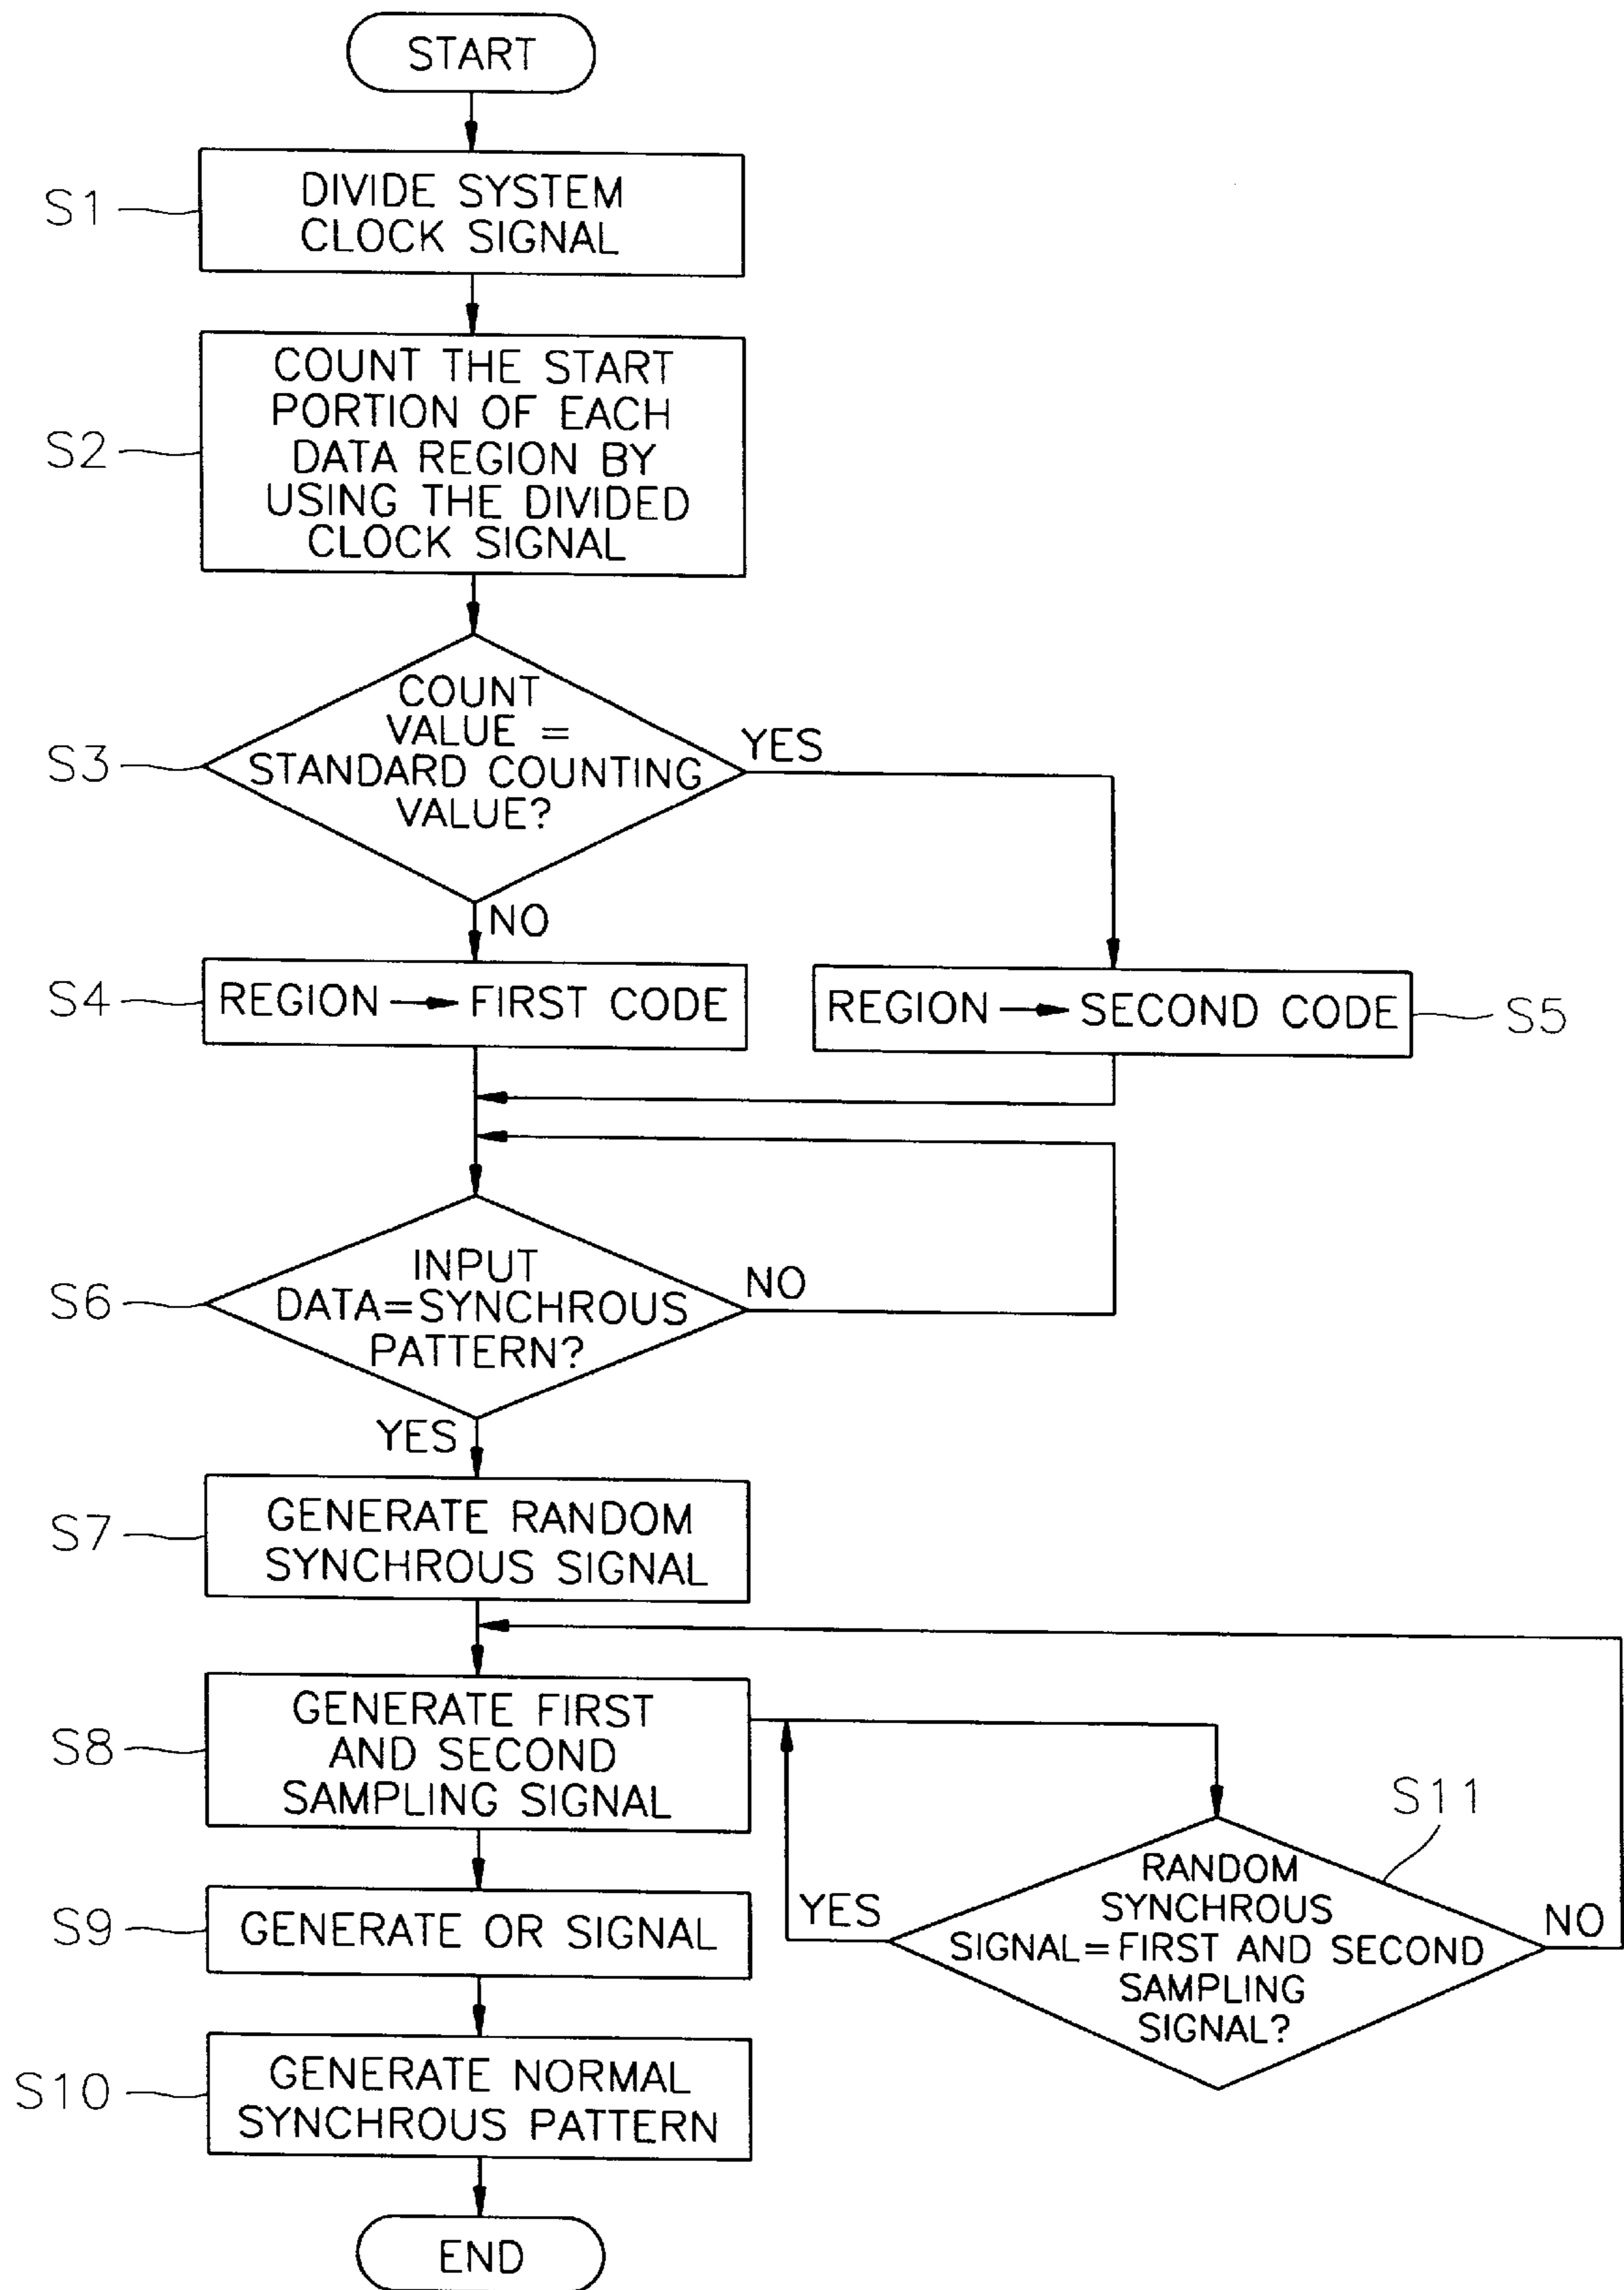 START
S1
DIVIDE SYSTEM
CLOCK SIGNAL
S2
COUNT THE START
PORTION OF EACH
DATA REGION BY
USING THE DIVIDED
CLOCK SIGNAL
S3
COUNT
VALUE =
STANDARD COUNTING
VALUE?
YES
NO
S4
REGION → FIRST CODE
REGION → SECOND CODE
S5
S6
INPUT
DATA=SYNCHROUS
PATTERN?
NO
YES
S7
GENERATE RANDOM
SYNCHROUS SIGNAL
S8
GENERATE FIRST
AND SECOND
SAMPLING SIGNAL
S11
RANDOM
SYNCHROUS
SIGNAL=FIRST AND SECOND
SAMPLING
SIGNAL?
YES
NO
S9
GENERATE OR SIGNAL
S10
GENERATE NORMAL
SYNCHROUS PATTERN
END